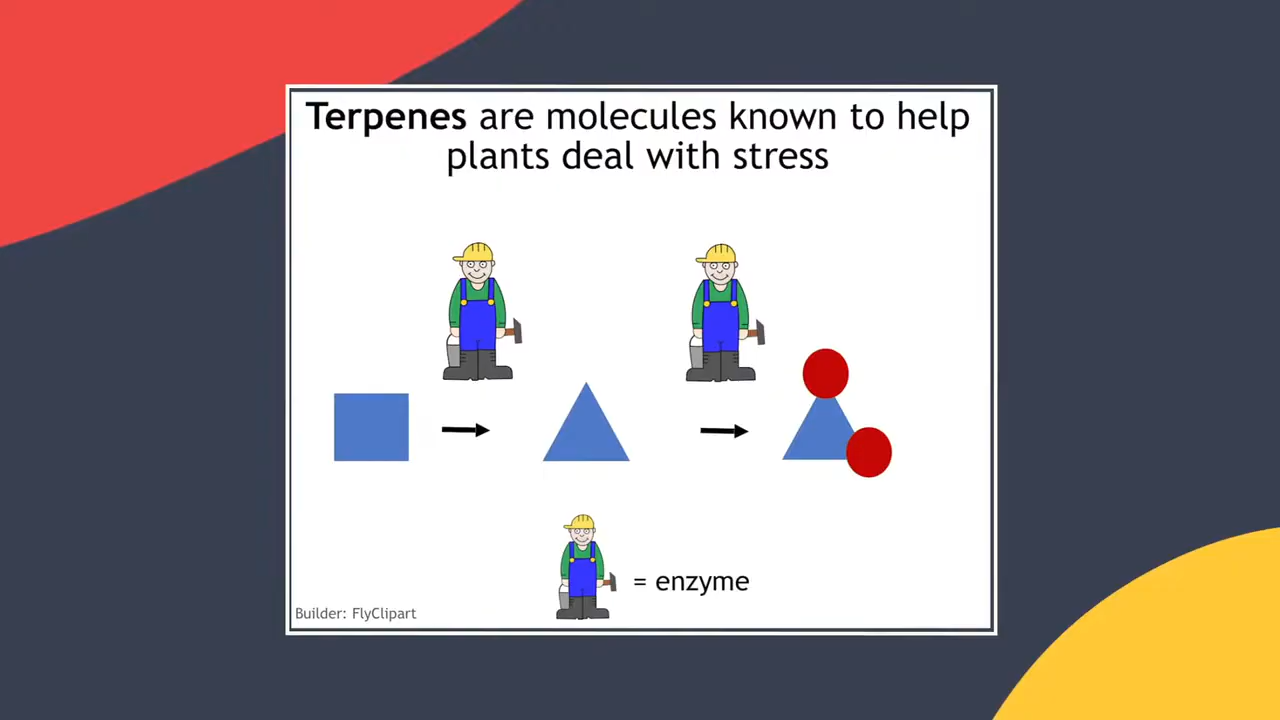 Terpenes are molecules known to help
plants deal with stress
= enzyme
Builder: FlyClipart